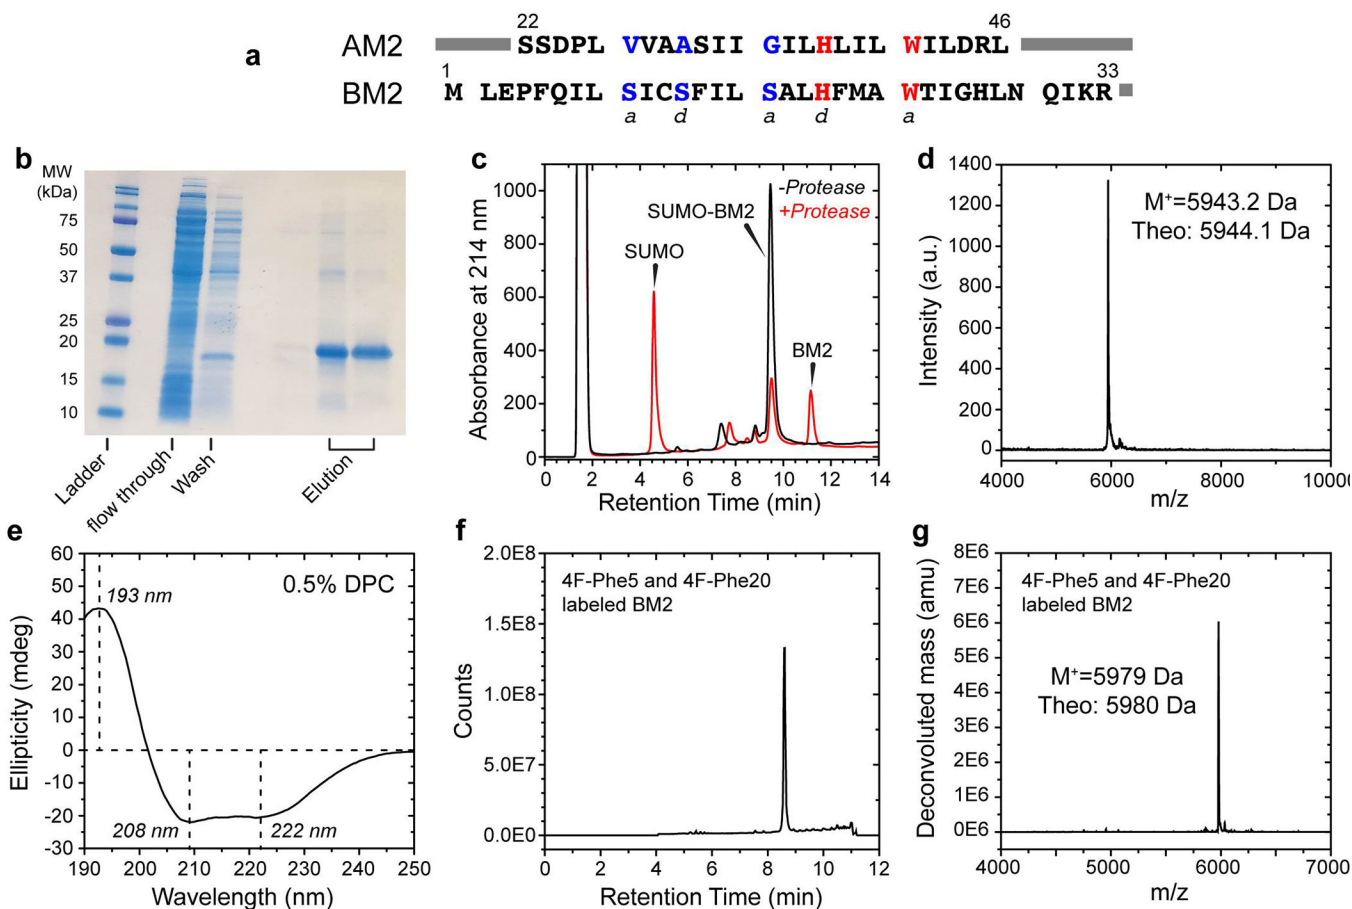 a
22 46
AM2 SSDPL VVAASII GILHLIL WILDRL
1 33
BM2 M LEPFQIL SICSFIL SALHFMA WTIGHLN QIKR
a d a d a
b
MW
(kDa)
75
50
37
25
20
15
10
Ladder
flow through
Wash
Elution
c
Absorbance at 214 nm
1000
800
600
400
200
0
-Protease
+Protease
SUMO-BM2
SUMO
BM2
0 2 4 6 8 10 12 14
Retention Time (min)
d
Intensity (a.u.)
1400
1300
1200
600
400
200
0
M+=5943.2 Da
Theo: 5944.1 Da
4000 6000 8000 10000
m/z
e
Ellipticity (mdeg)
60
50
40
30
20
10
0
-10
-20
-30
0.5% DPC
193 nm
208 nm
222 nm
190 200 210 220 230 240 250
Wavelength (nm)
f
Counts
2.0E8
1.5E8
1.0E8
5.0E7
0.0E0
4F-Phe5 and 4F-Phe20
labeled BM2
0 2 4 6 8 10 12
Retention Time (min)
g
Deconvoluted mass (amu)
8E6
7E6
6E6
5E6
4E6
3E6
2E6
1E6
0E6
4F-Phe5 and 4F-Phe20
labeled BM2
M+=5979 Da
Theo: 5980 Da
4000 5000 6000 7000
m/z